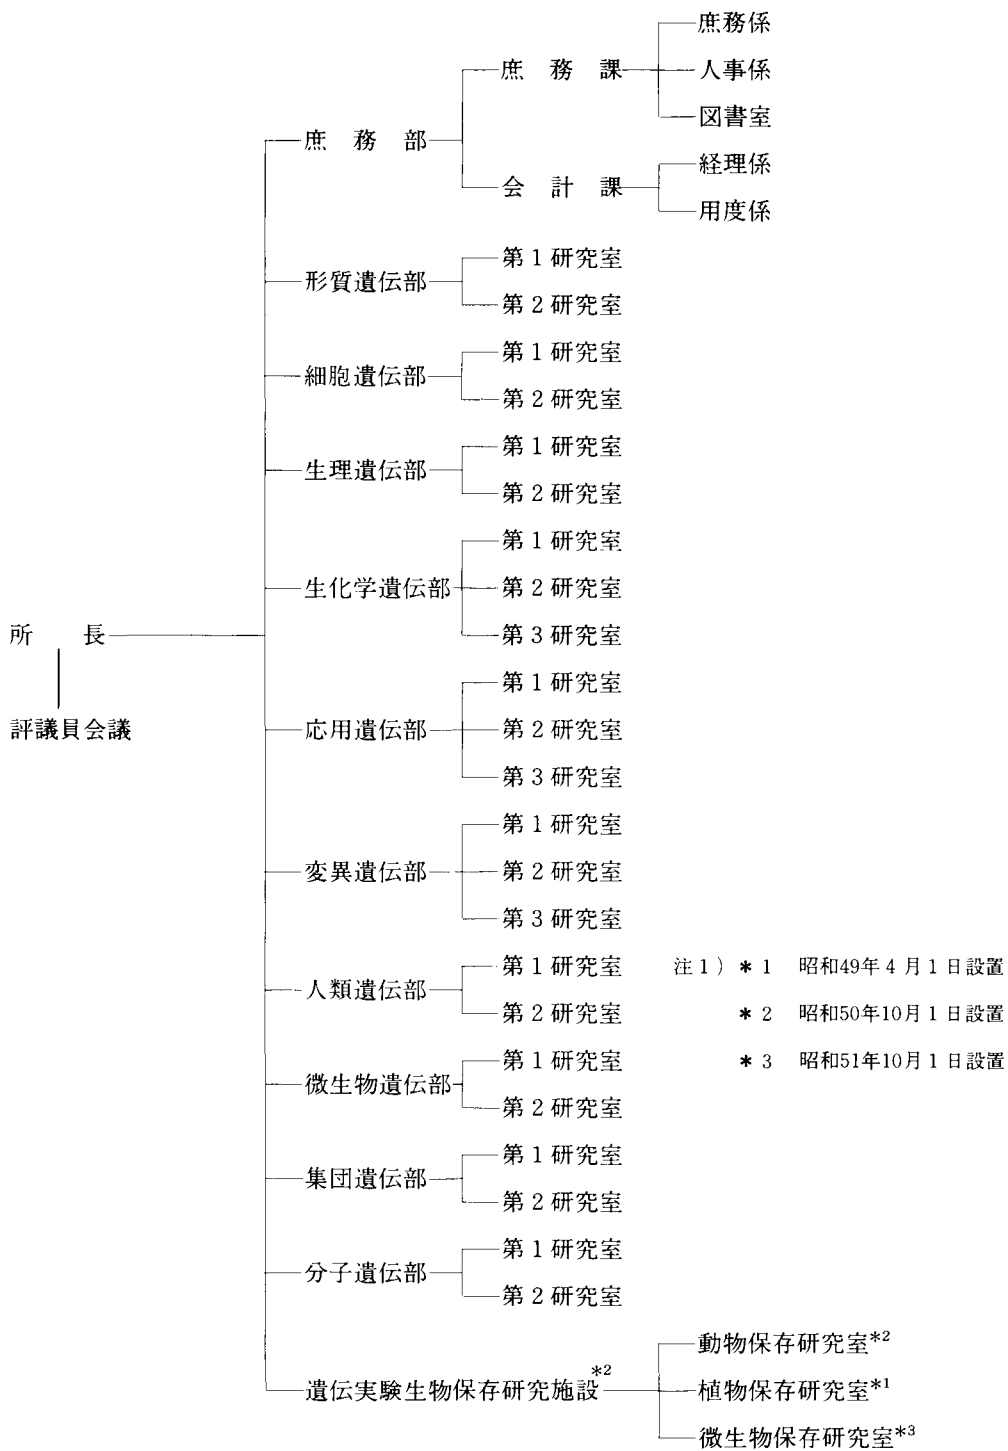 庶務係
庶務課
人事係
図書室
庶務部
経理係
会計課
用度係
第1研究室
形質遺伝部
第2研究室
第1研究室
細胞遺伝部
第2研究室
第1研究室
生理遺伝部
第2研究室
第1研究室
生化学遺伝部
第2研究室
所長
第3研究室
評議員会議
第1研究室
応用遺伝部
第2研究室
第3研究室
第1研究室
変異遺伝部
第2研究室
第3研究室
第1研究室
人類遺伝部
第2研究室
注1) *1 昭和49年4月1日設置
*2 昭和50年10月1日設置
*3 昭和51年10月1日設置
第1研究室
微生物遺伝部
第2研究室
第1研究室
集団遺伝部
第2研究室
第1研究室
分子遺伝部
第2研究室
動物保存研究室*2
遺伝実験生物保存研究施設*2
植物保存研究室*1
微生物保存研究室*3